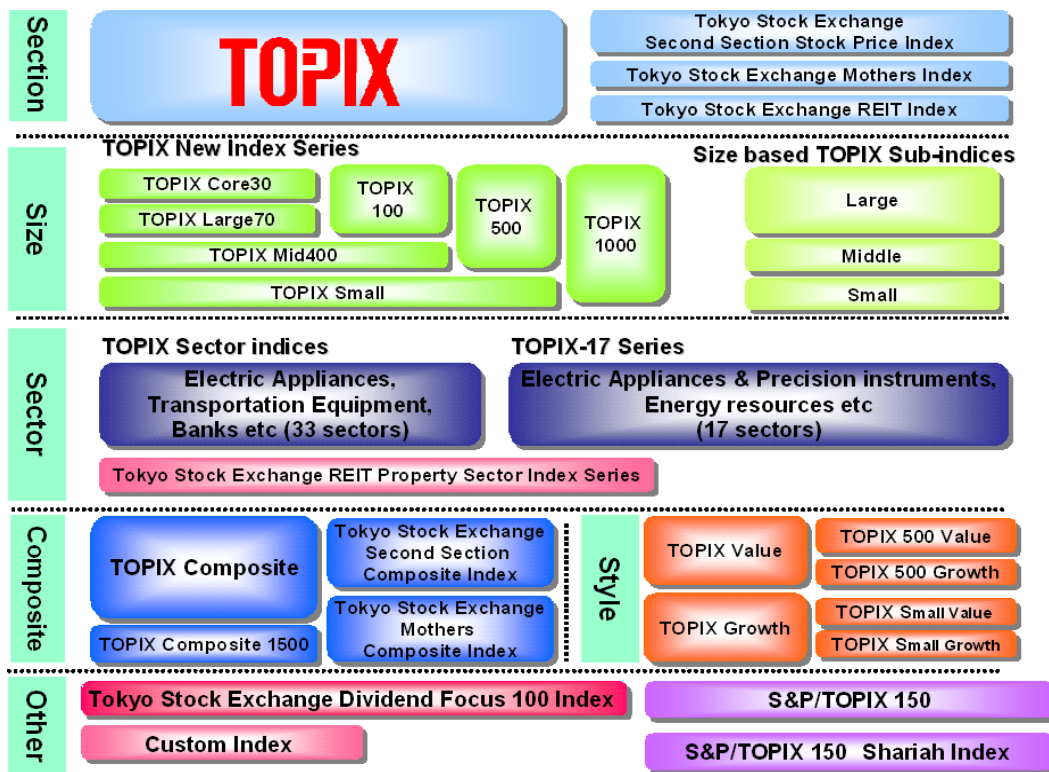 Section
TOPIX
Tokyo Stock Exchange
Second Section Stock Price Index
Tokyo Stock Exchange Mothers Index
Tokyo Stock Exchange REIT Index
Size
TOPIX New Index Series
TOPIX Core30
TOPIX Large70
TOPIX Mid400
TOPIX Small
TOPIX
100
TOPIX
500
TOPIX
1000
Size based TOPIX Sub-indices
Large
Middle
Small
Sector
TOPIX Sector indices
Electric Appliances,
Transportation Equipment,
Banks etc (33 sectors)
TOPIX-17 Series
Electric Appliances & Precision instruments,
Energy resources etc
(17 sectors)
Tokyo Stock Exchange REIT Property Sector Index Series
Composite
TOPIX Composite
TOPIX Composite 1500
Tokyo Stock Exchange
Second Section
Composite Index
Tokyo Stock Exchange
Mothers
Composite Index
Style
TOPIX Value
TOPIX Growth
TOPIX 500 Value
TOPIX 500 Growth
TOPIX Small Value
TOPIX Small Growth
Other
Tokyo Stock Exchange Dividend Focus 100 Index
Custom Index
S&P/TOPIX 150
S&P/TOPIX 150 Shariah Index